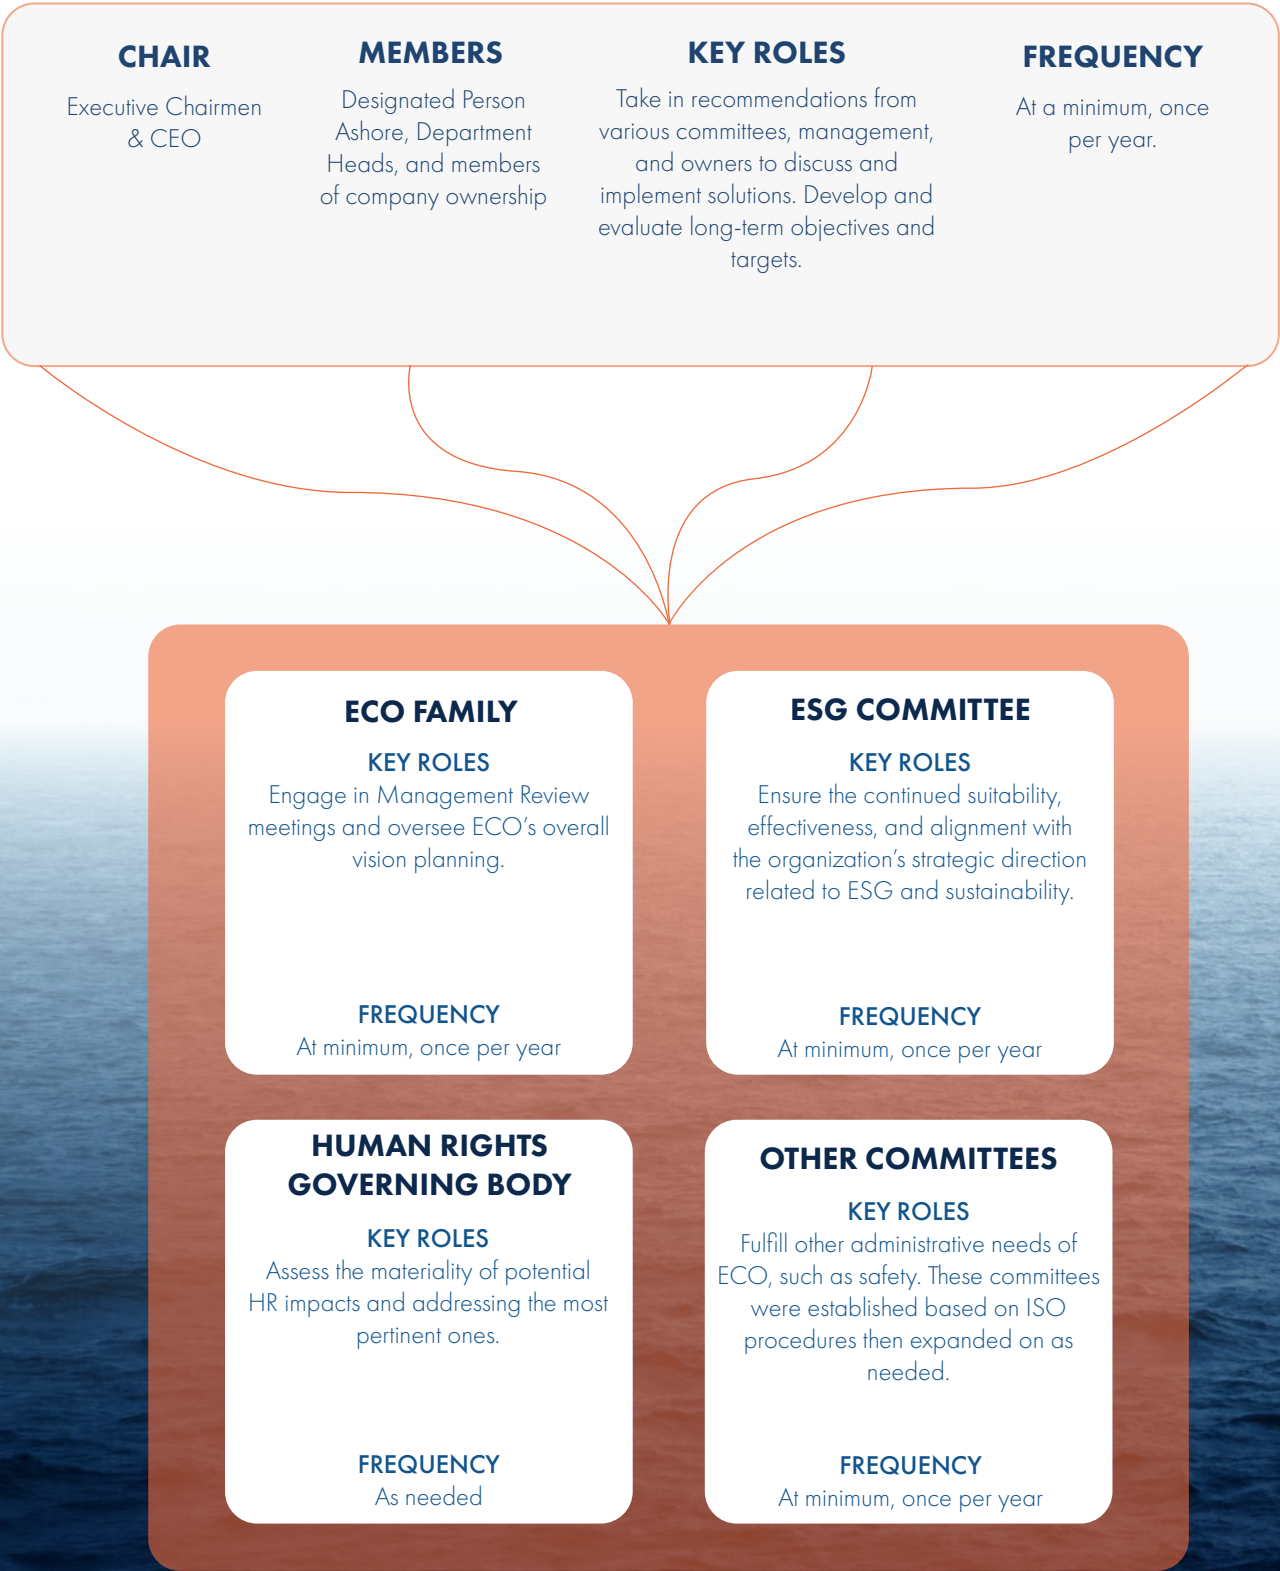 CHAIR
Executive Chairmen
& CEO
MEMBERS
Designated Person
Ashore, Department
Heads, and members
of company ownership
KEY ROLES
Take in recommendations from
various committees, management,
and owners to discuss and
implement solutions. Develop and
evaluate long-term objectives and
targets.
FREQUENCY
At a minimum, once
per year.
ECO FAMILY
KEY ROLES
Engage in Management Review
meetings and oversee ECO’s overall
vision planning.
FREQUENCY
At minimum, once per year
ESG COMMITTEE
KEY ROLES
Ensure the continued suitability,
effectiveness, and alignment with
the organization’s strategic direction
related to ESG and sustainability.
FREQUENCY
At minimum, once per year
HUMAN RIGHTS
GOVERNING BODY
KEY ROLES
Assess the materiality of potential
HR impacts and addressing the most
pertinent ones.
FREQUENCY
As needed
OTHER COMMITTEES
KEY ROLES
Fulfill other administrative needs of
ECO, such as safety. These committees
were established based on ISO
procedures then expanded on as
needed.
FREQUENCY
At minimum, once per year